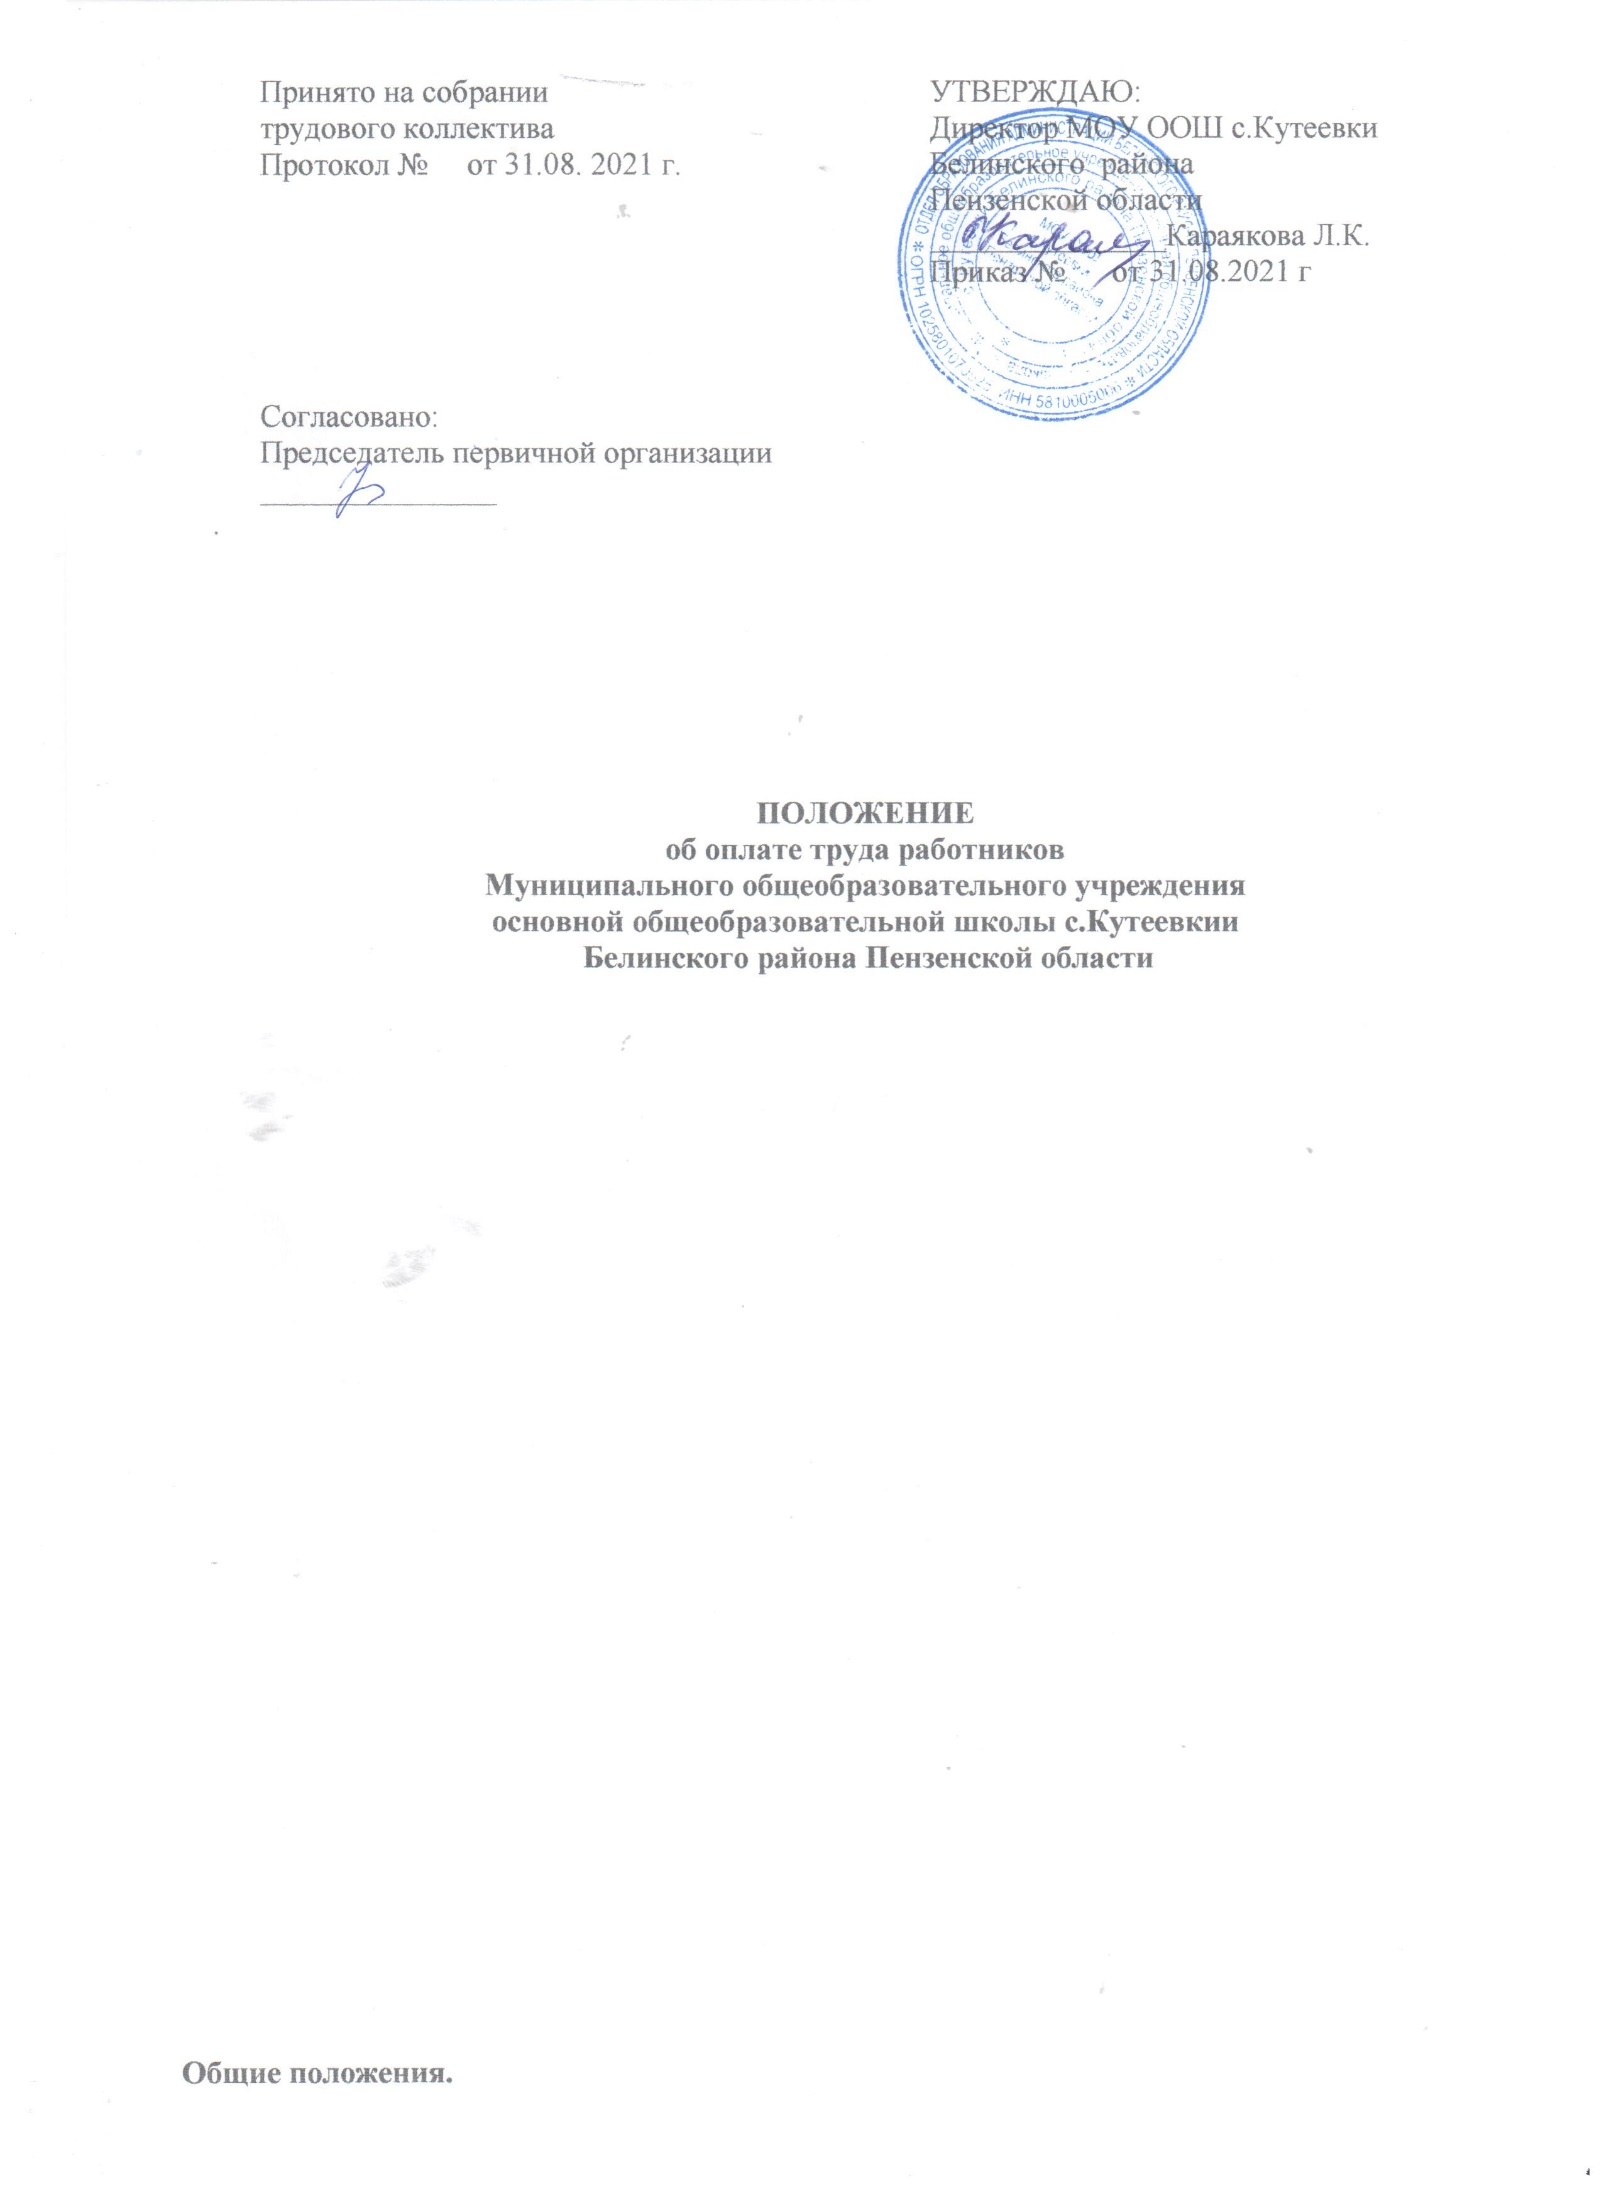 Принято на собрании
трудового коллектива
Протокол № от 31.08. 2021 г.
УТВЕРЖДАЮ:
Директор МОУ ООШ с.Кутеевки
Белинского района
Пензенской области
Караякова Л.К.
Приказ № от 31.08.2021 г
Согласовано:
Председатель первичной организации
ПОЛОЖЕНИЕ
об оплате труда работников
Муниципального общеобразовательного учреждения
основной общеобразовательной школы с.Кутеевкии
Белинского района Пензенской области
Общие положения.